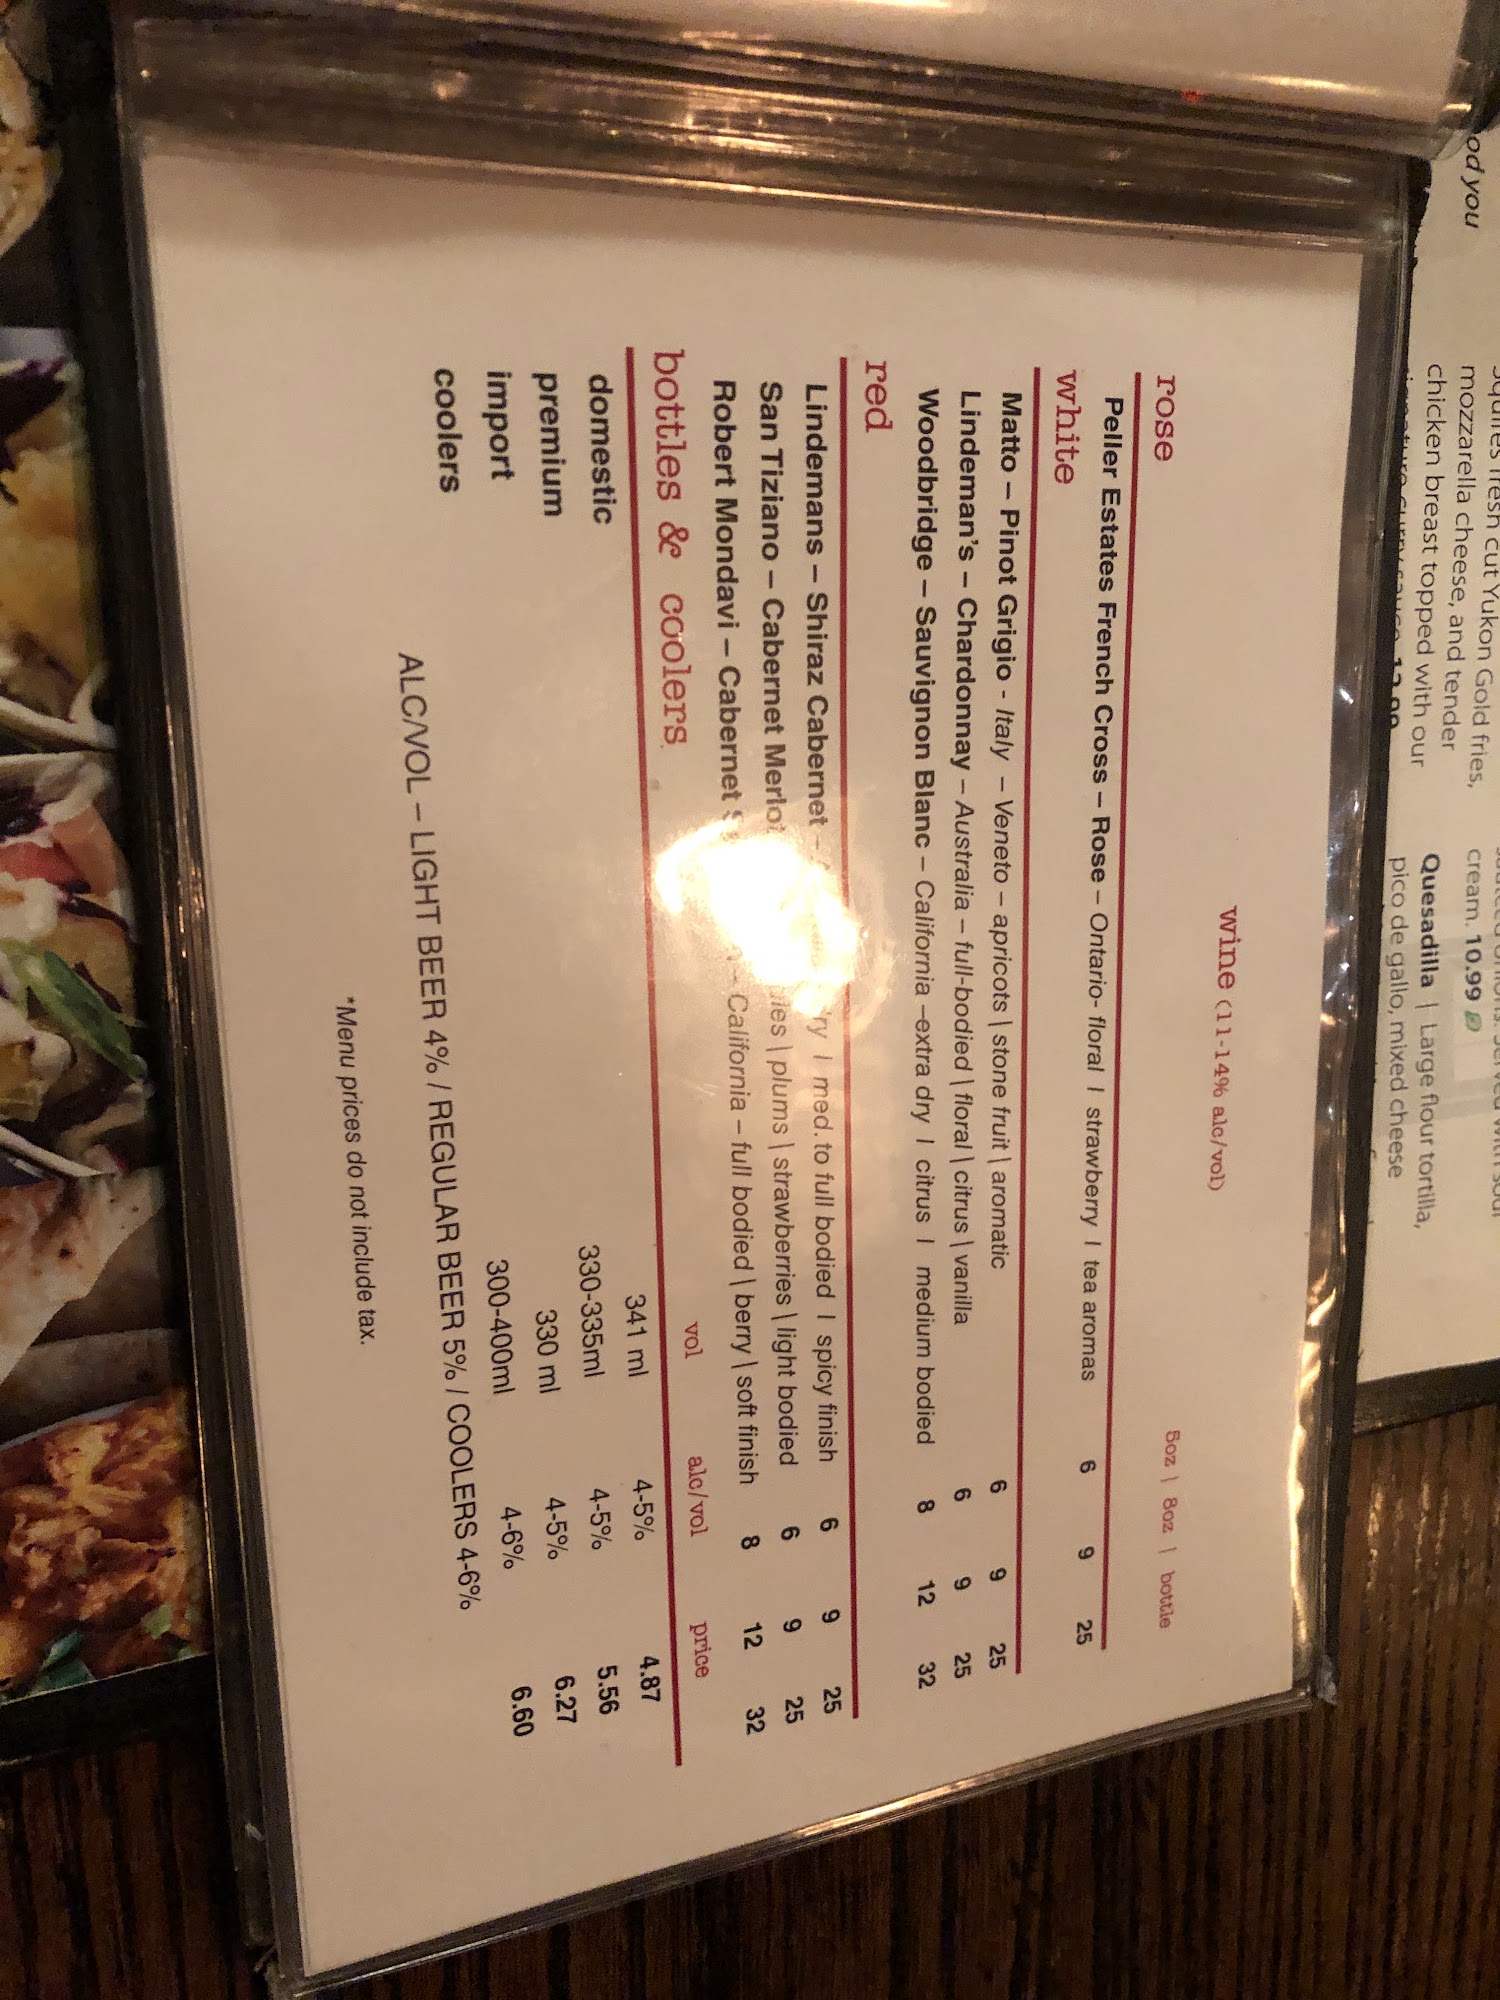 wine (11-14% alc/vol)
rose 5oz | 8oz | bottle
Peller Estates French Cross – Rose – Ontario- floral I strawberry I tea aromas 6 9 25
white
Matto – Pinot Grigio - Italy – Veneto – apricots | stone fruit | aromatic 6 9 25
Lindeman's – Chardonnay – Australia – full-bodied | floral | citrus | vanilla 6 9 25
Woodbridge – Sauvignon Blanc – California –extra dry I citrus I medium bodied 8 12 32
red
Lindemans – Shiraz Cabernet – I med. to full bodied I spicy finish 6 9 25
San Tiziano – Cabernet Merlot | plums | strawberries | light bodied 6 9 25
Robert Mondavi – Cabernet – California – full bodied | berry | soft finish 8 12 32
bottles & coolers vol alc/vol price
domestic 341 ml 4-5% 4.87
premium 330-335ml 4-5% 5.56
import 330 ml 4-5% 6.27
coolers 300-400ml 4-6% 6.60
ALC/VOL – LIGHT BEER 4% / REGULAR BEER 5% / COOLERS 4-6%
*Menu prices do not include tax.
you
fresh cut Yukon Gold fries,
mozzarella cheese, and tender
chicken breast topped with our
cream. 10.99
Quesadilla | Large flour tortilla,
pico de gallo, mixed cheese